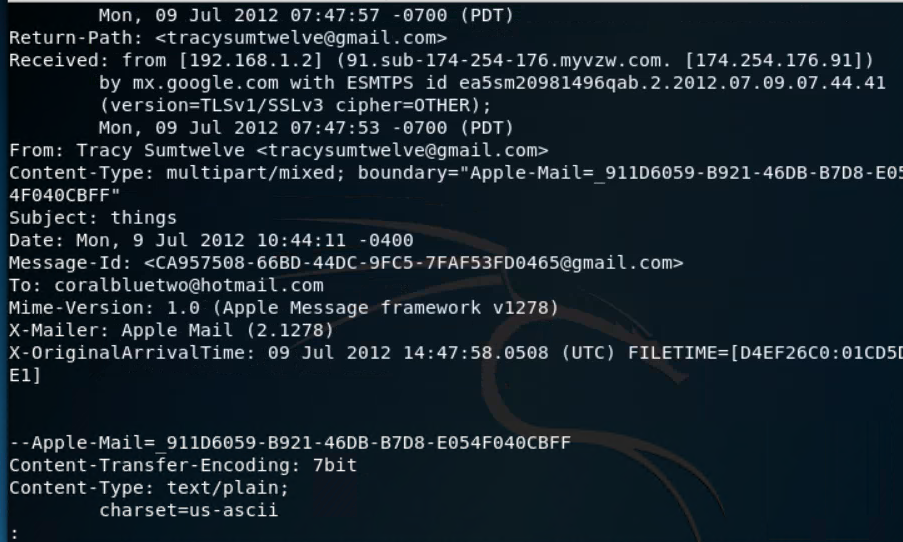 Mon, 09 Jul 2012 07:47:57 -0700 (PDT)
Return-Path: <tracysumtwelve@gmail.com>
Received: from [192.168.1.2] (91.sub-174-254-176.myvzw.com. [174.254.176.91])
by mx.google.com with ESMTPS id ea5sm20981496qab.2.2012.07.09.07.44.41
(version=TLSv1/SSLv3 cipher=OTHER);
Mon, 09 Jul 2012 07:47:53 -0700 (PDT)
From: Tracy Sumtwelve <tracysumtwelve@gmail.com>
Content-Type: multipart/mixed; boundary="Apple-Mail=_911D6059-B921-46DB-B7D8-E05
4F040CBFF"
Subject: things
Date: Mon, 9 Jul 2012 10:44:11 -0400
Message-Id: <CA957508-66BD-44DC-9FC5-7FAF53FD0465@gmail.com>
To: coralbluetwo@hotmail.com
Mime-Version: 1.0 (Apple Message framework v1278)
X-Mailer: Apple Mail (2.1278)
X-OriginalArrivalTime: 09 Jul 2012 14:47:58.0508 (UTC) FILETIME=[D4EF26C0:01CD5D
E1]
--Apple-Mail=_911D6059-B921-46DB-B7D8-E054F040CBFF
Content-Transfer-Encoding: 7bit
Content-Type: text/plain;
charset=us-ascii
: